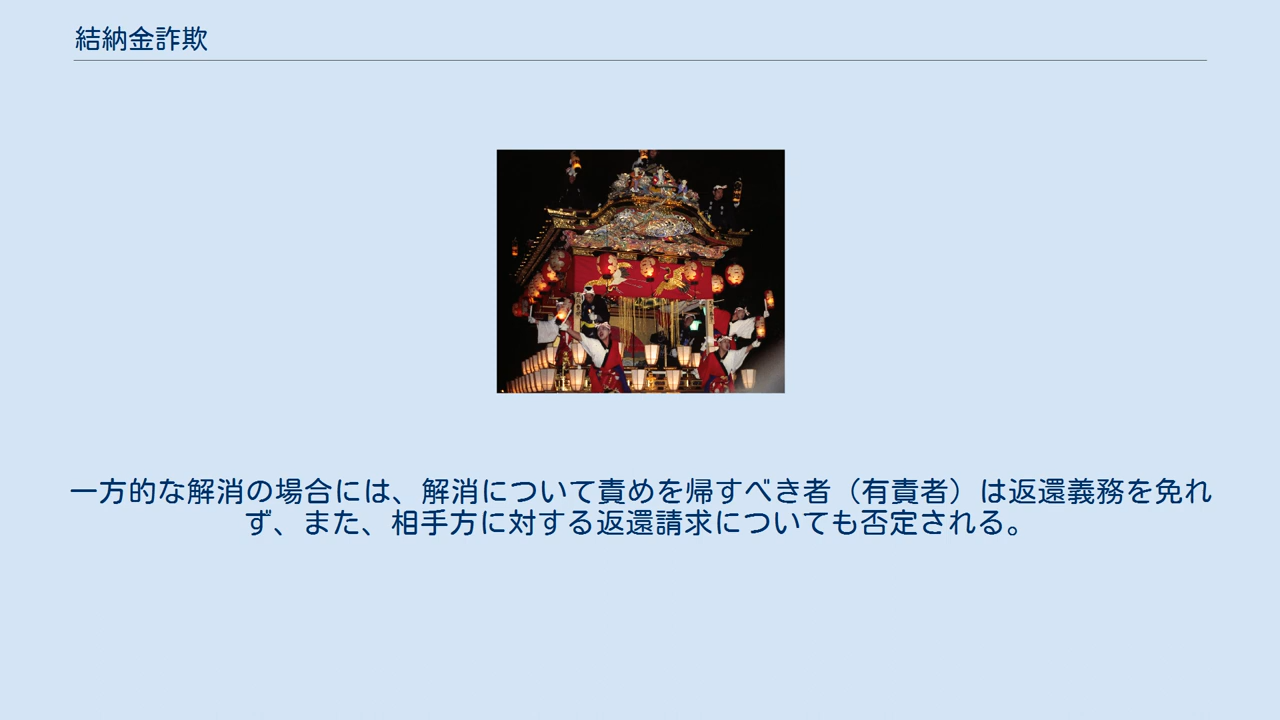 結納金詐欺
一方的な解消の場合には、解消について責めを帰すべき者（有責者）は返還義務を免れ
ず、また、相手方に対する返還請求についても否定される。